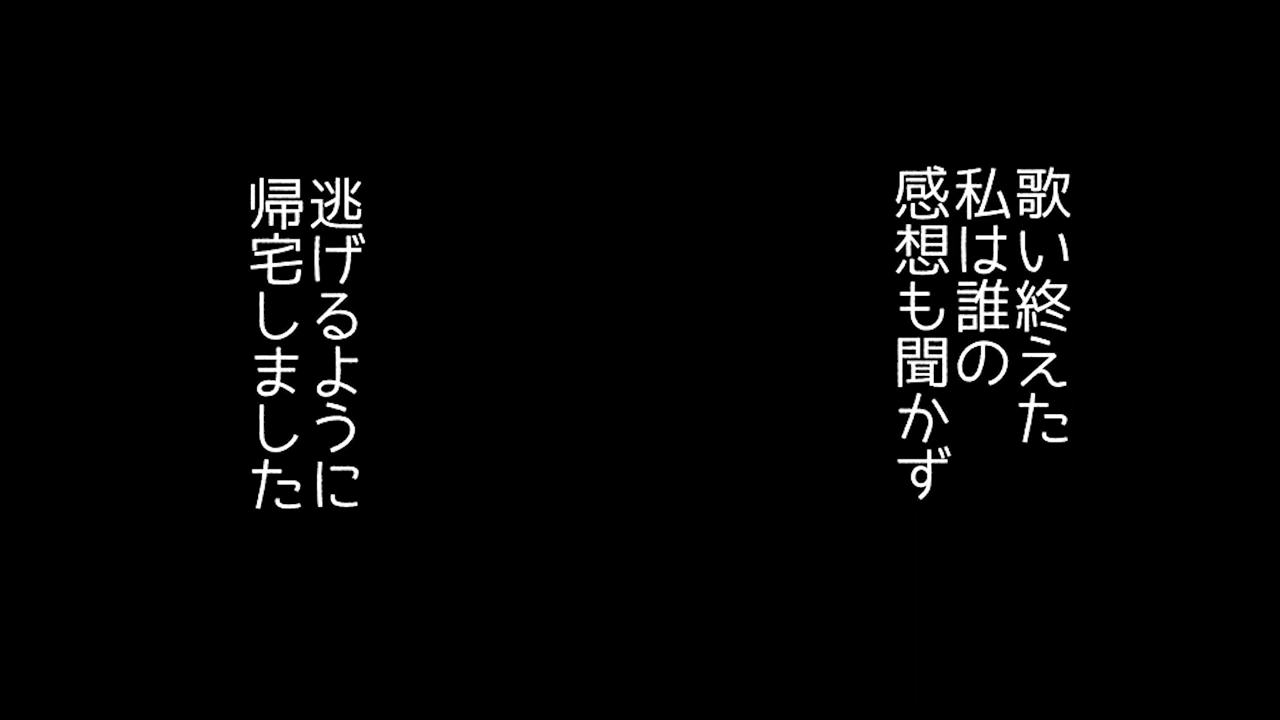 歌い終えた
私は誰の
感想も聞かず
逃げるように
帰宅しました